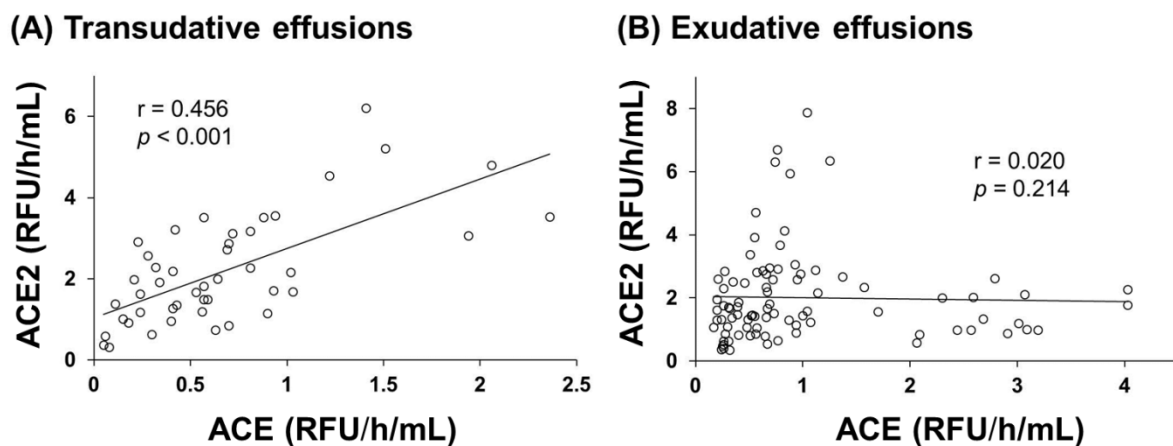 (A) Transudative effusions
r = 0.456
p < 0.001
ACE2 (RFU/h/mL)
6
4
2
0
0 0.5 1 1.5 2 2.5
ACE (RFU/h/mL)
(B) Exudative effusions
r = 0.020
p = 0.214
ACE2 (RFU/h/mL)
8
6
4
2
0
0 1 2 3 4
ACE (RFU/h/mL)